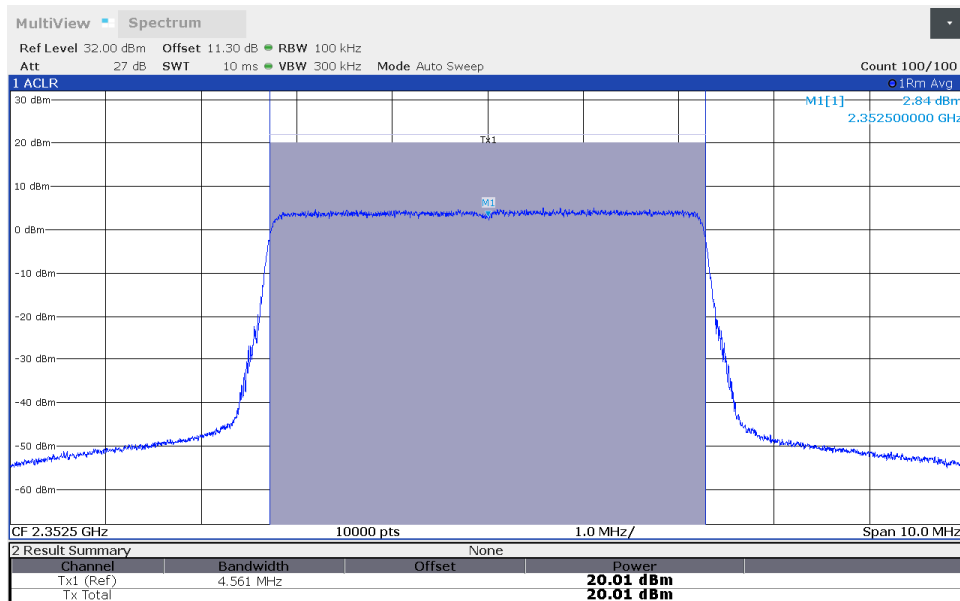 MultiView Spectrum
Ref Level 32.00 dBm Offset 11.30 dB RBW 100 kHz
Att 27 dB SWT 10 ms VBW 300 kHz Mode Auto Sweep Count 100/100
1 ACLR 1Rm Avg
30 dBm M1[1] 2.84 dBm
2.352500000 GHz
Tx1
20 dBm
10 dBm
M1
0 dBm
-10 dBm
-20 dBm
-30 dBm
-40 dBm
-50 dBm
-60 dBm
CF 2.3525 GHz 10000 pts 1.0 MHz/ Span 10.0 MHz
2 Result Summary None
Channel Bandwidth Offset Power
Tx1 (Ref) 4.561 MHz 20.01 dBm
Tx Total 20.01 dBm